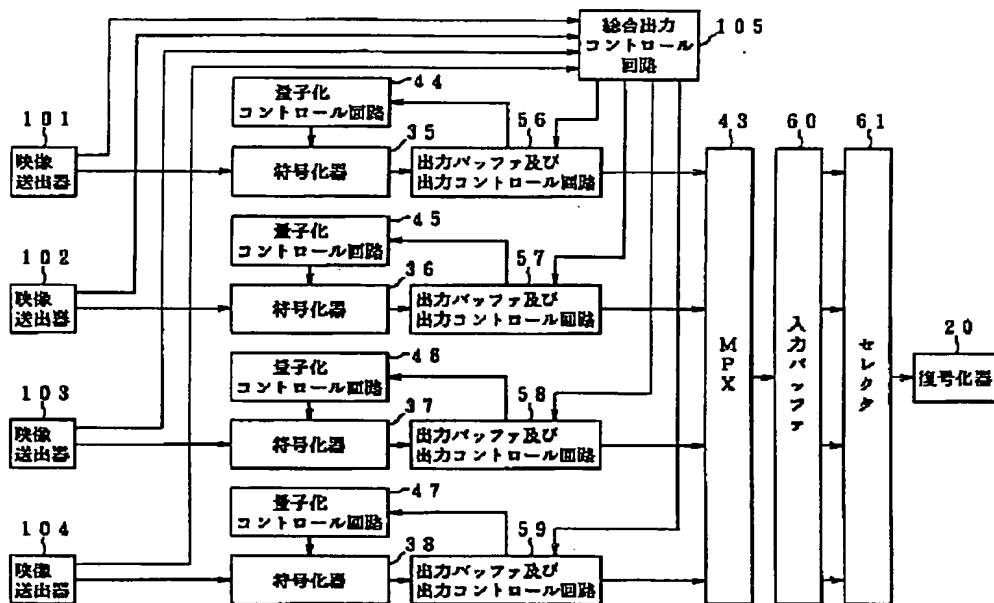 総合出力
コントロール
回路
105
量子化
コントロール回路
44
101
映像
送出器
符号化器
35
出力バッファ及び
出力コントロール回路
56
43
60
61
量子化
コントロール回路
45
102
映像
送出器
符号化器
36
出力バッファ及び
出力コントロール回路
57
MPX
入力バッファ
セレクタ
20
復号化器
量子化
コントロール回路
46
103
映像
送出器
符号化器
37
出力バッファ及び
出力コントロール回路
58
量子化
コントロール回路
47
104
映像
送出器
符号化器
38
出力バッファ及び
出力コントロール回路
59